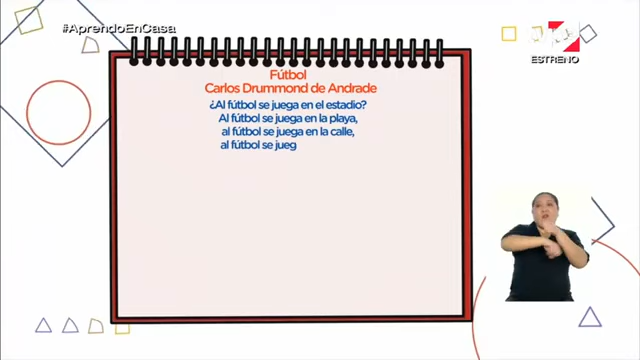 #AprendoEnCasa
ESTRENO
Fútbol
Carlos Drummond de Andrade
¿Al fútbol se juega en el estadio?
Al fútbol se juega en la playa,
al fútbol se juega en la calle,
al fútbol se jueg